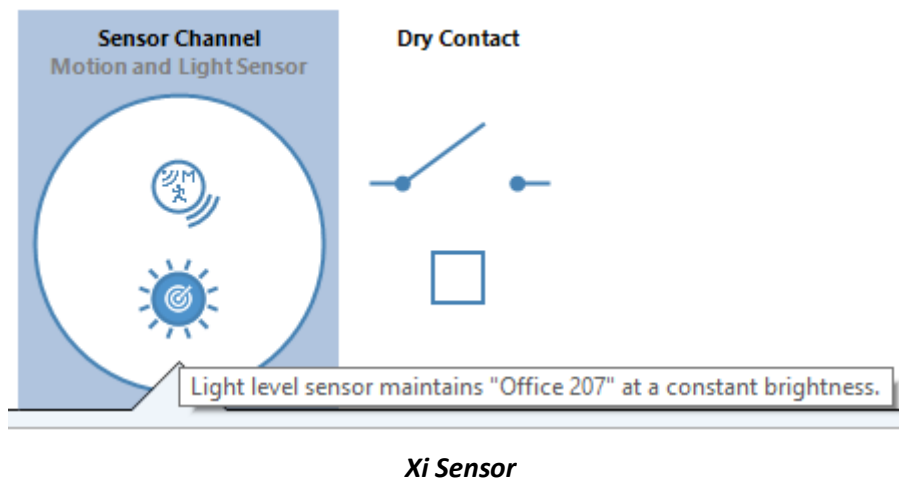 Sensor Channel
Motion and Light Sensor
Dry Contact
M
Light level sensor maintains "Office 207" at a constant brightness.
Xi Sensor